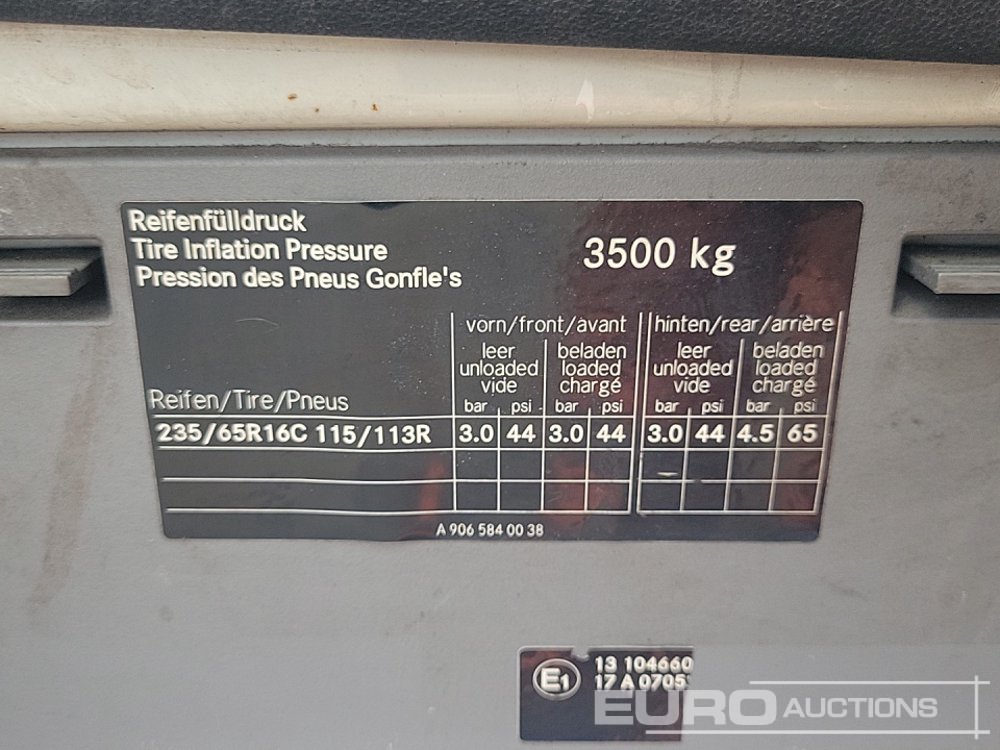 Reifenfülldruck
Tire Inflation Pressure
Pression des Pneus Gonfle's
3500 kg
vorn/front/avant hinten/rear/arrière
leer beladen leer beladen
unloaded loaded unloaded loaded
vide chargé vide chargé
Reifen/Tire/Pneus bar psi bar psi bar psi bar psi
235/65R16C 115/113R 3.0 44 3.0 44 3.0 44 4.5 65
A 906 584 00 38
E1
13 104660
17 A 0705
EURO AUCTIONS